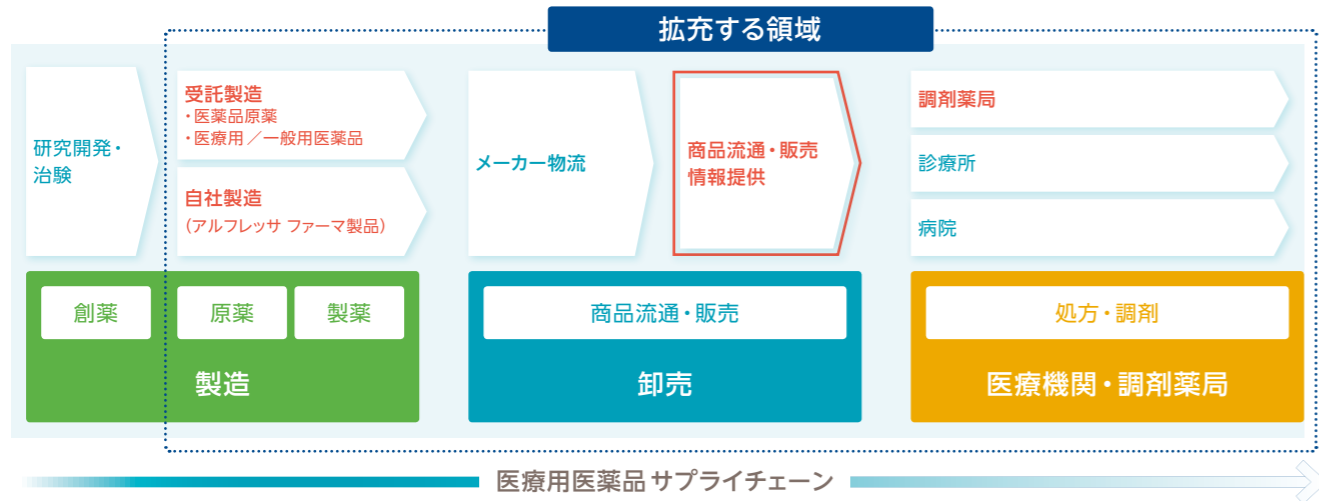 拡充する領域
研究開発・
治験
受託製造
・医薬品原薬
・医療用／一般用医薬品
自社製造
（アルフレッサ ファーマ製品）
メーカー物流
商品流通・販売
情報提供
調剤薬局
診療所
病院
創薬
原薬
製薬
製造
商品流通・販売
卸売
処方・調剤
医療機関・調剤薬局
医療用医薬品 サプライチェーン